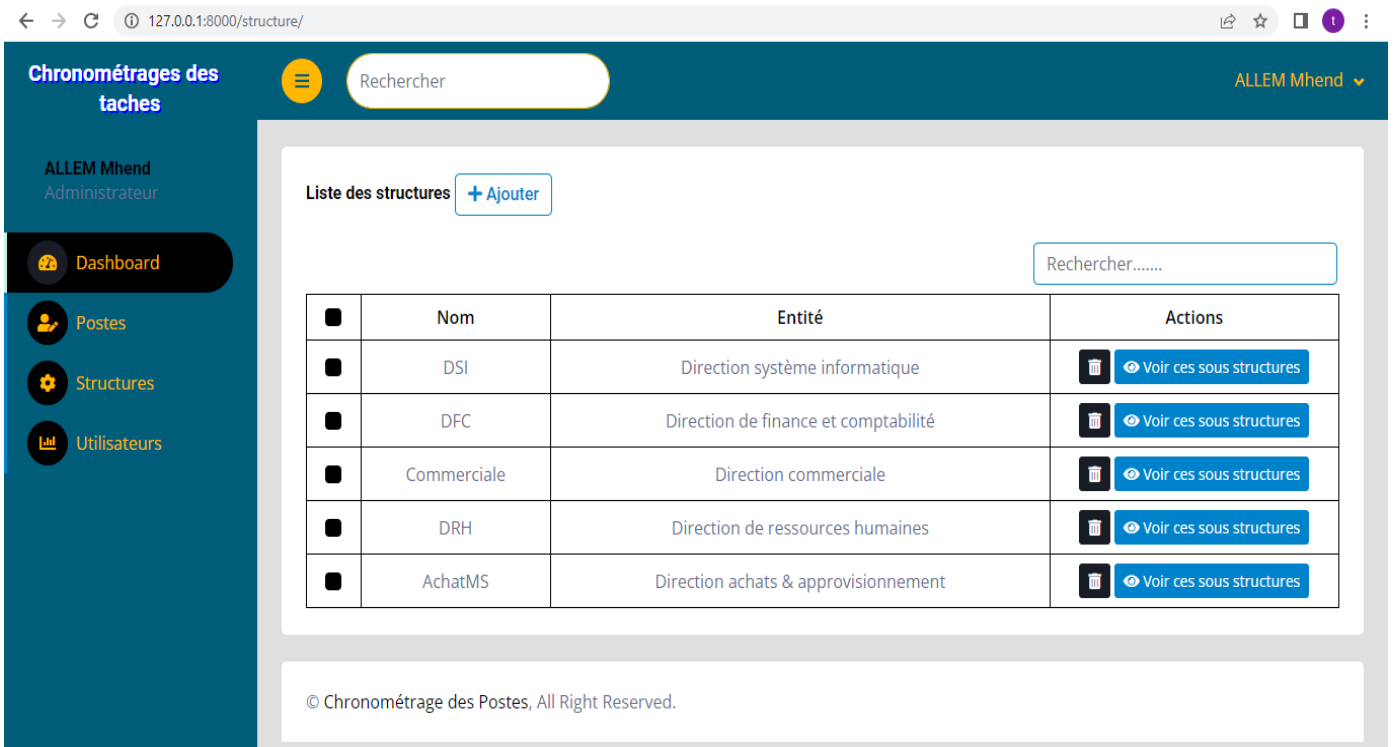 127.0.0.1:8000/structure/
t
Chronométrages des
taches
Rechercher
ALLEM Mhend
ALLEM Mhend
Administrateur
Dashboard
Postes
Structures
Utilisateurs
Liste des structures + Ajouter
Rechercher.......
Nom Entité Actions
DSI Direction système informatique Voir ces sous structures
DFC Direction de finance et comptabilité Voir ces sous structures
Commerciale Direction commerciale Voir ces sous structures
DRH Direction de ressources humaines Voir ces sous structures
AchatMS Direction achats & approvisionnement Voir ces sous structures
© Chronométrage des Postes, All Right Reserved.